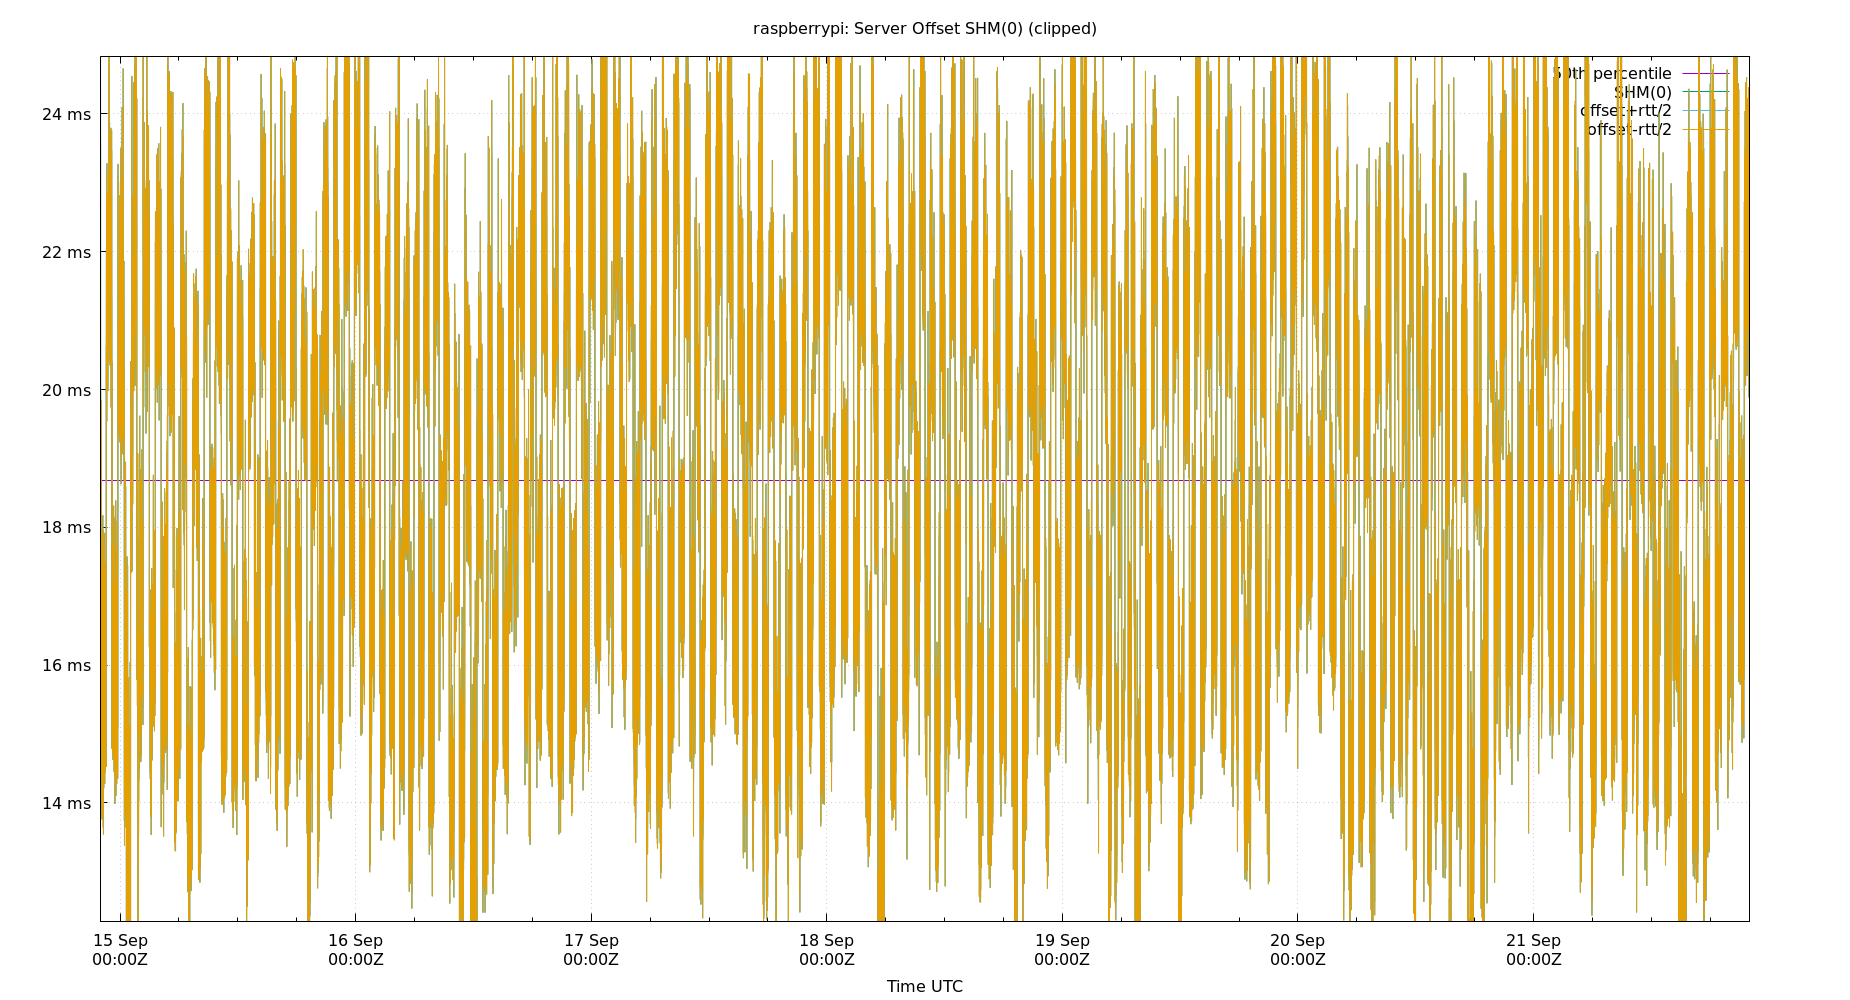 raspberrypi: Server Offset SHM(0) (clipped)
50th percentile
SHM(0)
offset+rtt/2
offset-rtt/2
24 ms
22 ms
20 ms
18 ms
16 ms
14 ms
15 Sep
00:00Z
16 Sep
00:00Z
17 Sep
00:00Z
18 Sep
00:00Z
19 Sep
00:00Z
20 Sep
00:00Z
21 Sep
00:00Z
Time UTC